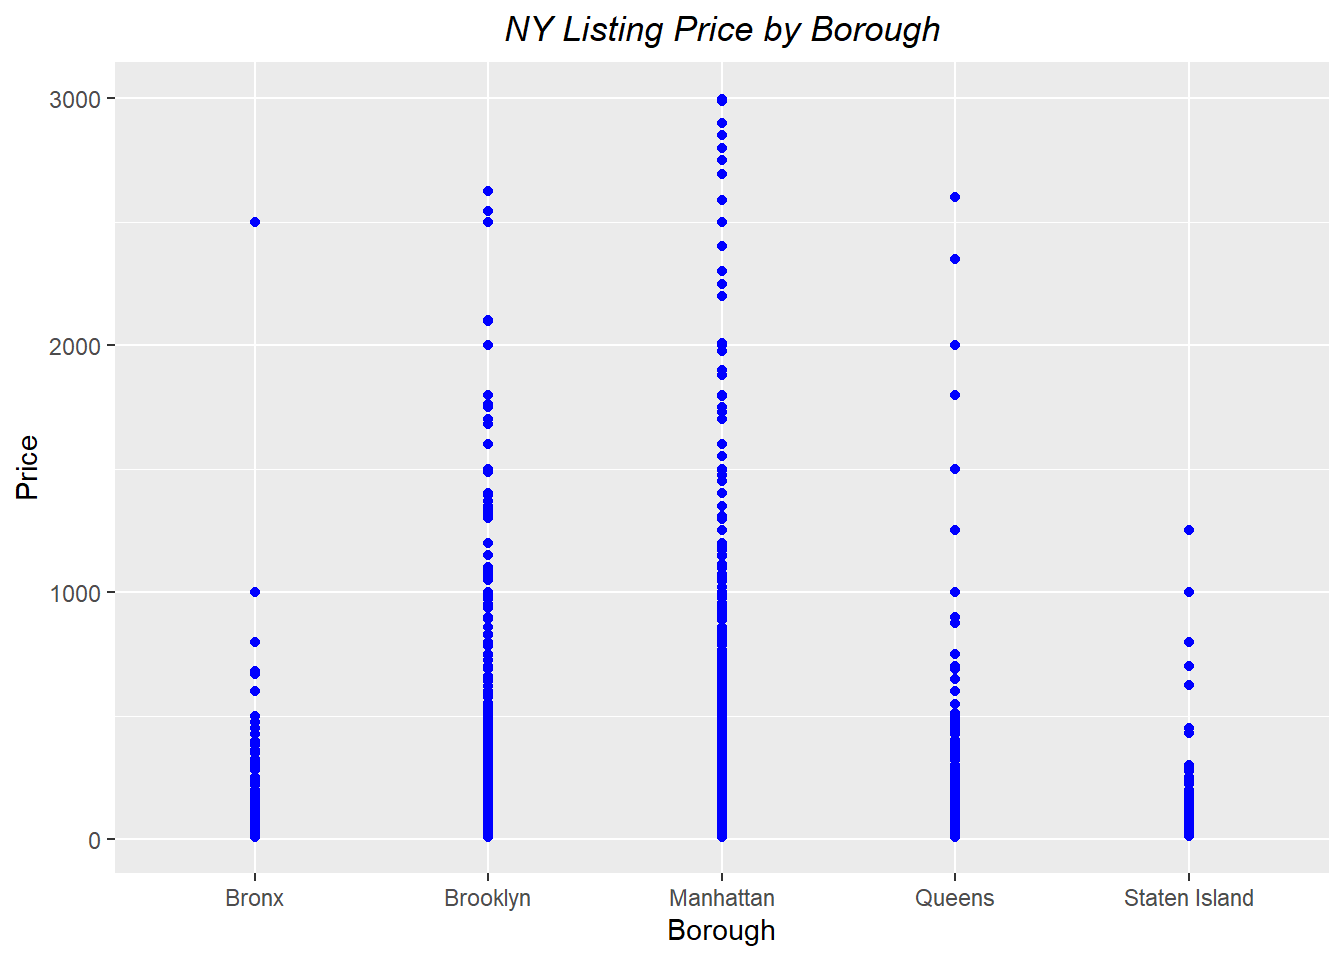 NY Listing Price by Borough
3000
2000
1000
0
Price
Bronx Brooklyn Manhattan Queens Staten Island
Borough